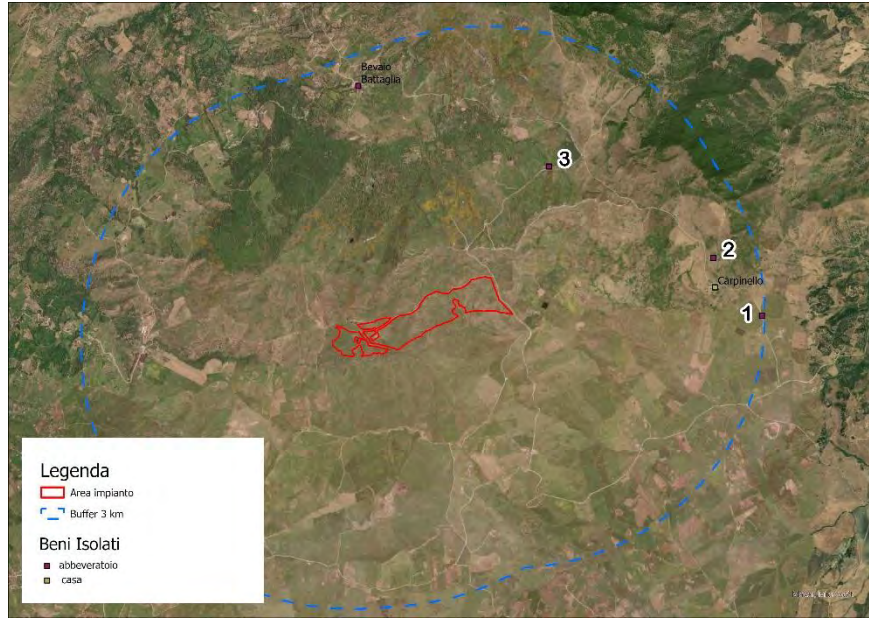 Bevaio
Battaglia
3
2
Carpinello
1
Legenda
Area impianto
Buffer 3 km
Beni Isolati
abbeveratoio
casa